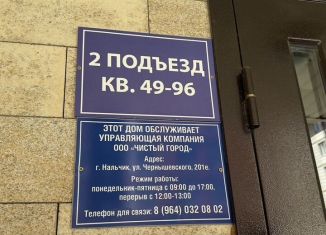 2 ПОДЪЕЗД
КВ. 49-96
ЭТОТ ДОМ ОБСЛУЖИВАЕТ
УПРАВЛЯЮЩАЯ КОМПАНИЯ
ООО «ЧИСТЫЙ ГОРОД»
Адрес:
г. Нальчик, ул. Чернышевского, 201е.
Режим работы:
понедельник-пятница с 09:00 до 17:00,
перерыв с 12:00-13:00
Телефон для связи: 8 (964) 032 08 02